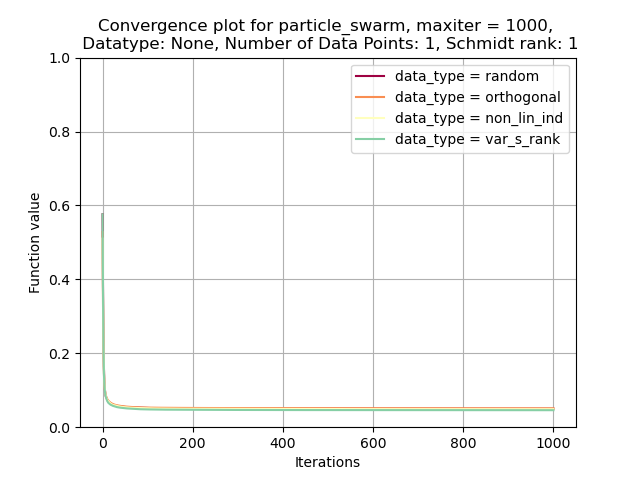 Convergence plot for particle_swarm, maxiter = 1000,
Datatype: None, Number of Data Points: 1, Schmidt rank: 1
data_type = random
data_type = orthogonal
data_type = non_lin_ind
data_type = var_s_rank
Function value
1.0
0.8
0.6
0.4
0.2
0.0
0 200 400 600 800 1000
Iterations